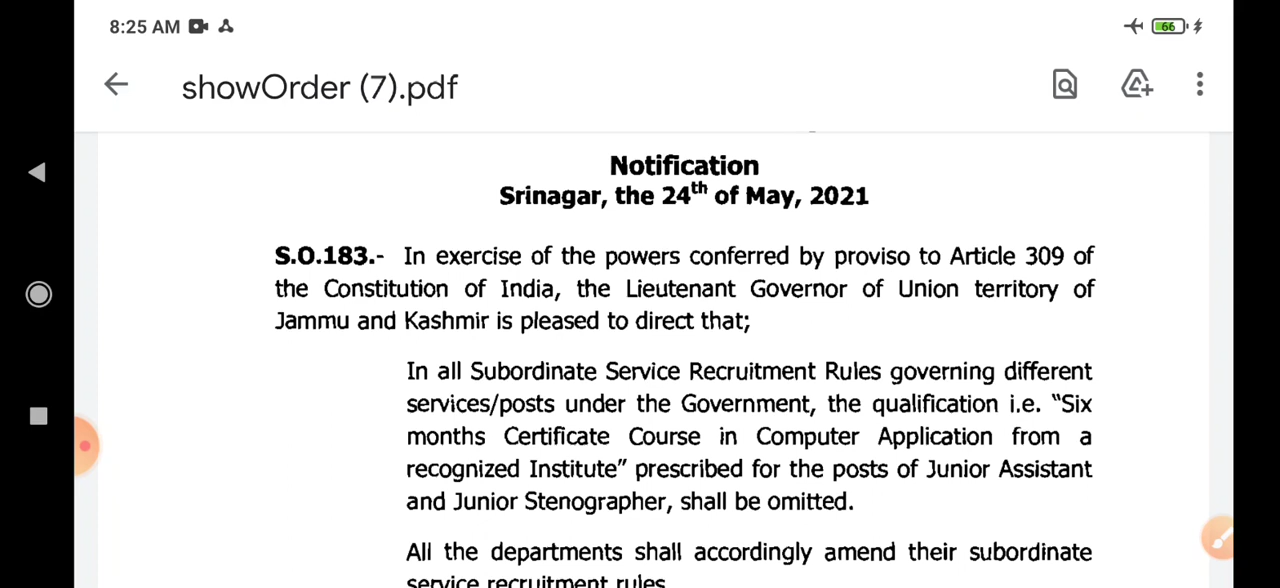 8:25 AM
66
showOrder (7).pdf
Notification
Srinagar, the 24th of May, 2021
S.O.183.- In exercise of the powers conferred by proviso to Article 309 of
the Constitution of India, the Lieutenant Governor of Union territory of
Jammu and Kashmir is pleased to direct that;
In all Subordinate Service Recruitment Rules governing different
services/posts under the Government, the qualification i.e. “Six
months Certificate Course in Computer Application from a
recognized Institute” prescribed for the posts of Junior Assistant
and Junior Stenographer, shall be omitted.
All the departments shall accordingly amend their subordinate
service recruitment rules